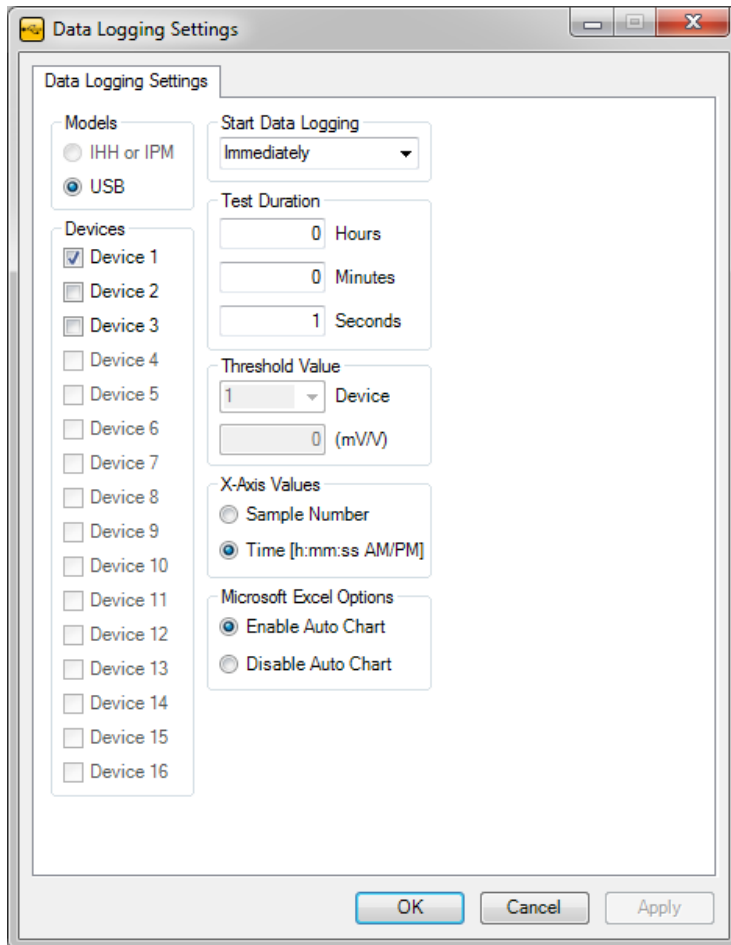 Data Logging Settings
Data Logging Settings
Models
IHH or IPM
USB
Devices
Device 1
Device 2
Device 3
Device 4
Device 5
Device 6
Device 7
Device 8
Device 9
Device 10
Device 11
Device 12
Device 13
Device 14
Device 15
Device 16
Start Data Logging
Immediately
Test Duration
0 Hours
0 Minutes
1 Seconds
Threshold Value
1 Device
0 (mV/V)
X-Axis Values
Sample Number
Time [h:mm:ss AM/PM]
Microsoft Excel Options
Enable Auto Chart
Disable Auto Chart
OK Cancel Apply